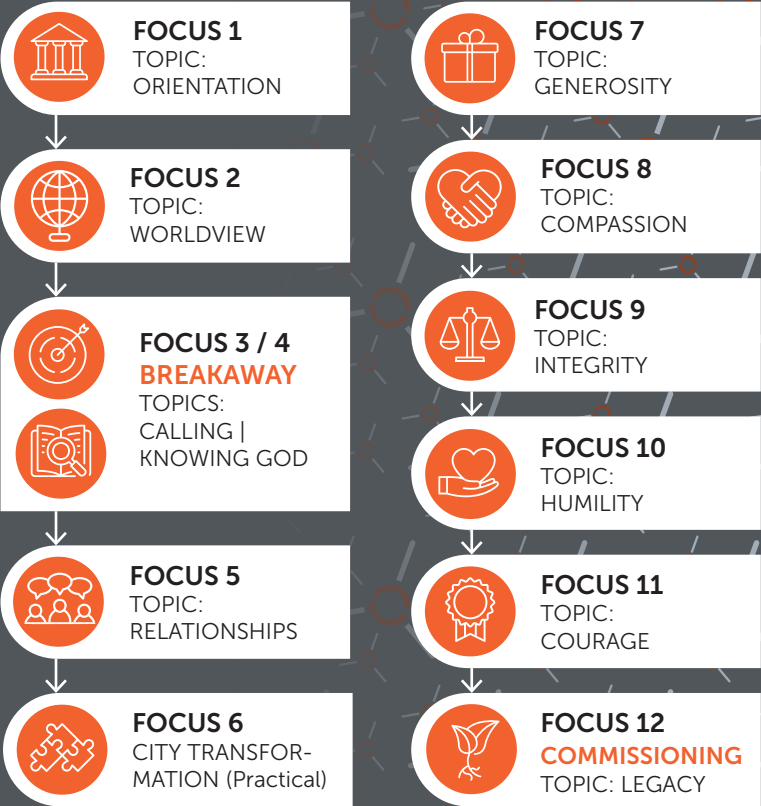 FOCUS 1
TOPIC:
ORIENTATION
FOCUS 2
TOPIC:
WORLDVIEW
FOCUS 3 / 4
BREAKAWAY
TOPICS:
CALLING |
KNOWING GOD
FOCUS 5
TOPIC:
RELATIONSHIPS
FOCUS 6
CITY TRANSFOR-
MATION (Practical)
FOCUS 7
TOPIC:
GENEROSITY
FOCUS 8
TOPIC:
COMPASSION
FOCUS 9
TOPIC:
INTEGRITY
FOCUS 10
TOPIC:
HUMILITY
FOCUS 11
TOPIC:
COURAGE
FOCUS 12
COMMISSIONING
TOPIC: LEGACY